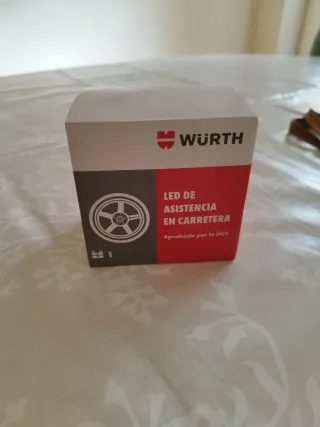 WÜRTH
LED DE
ASISTENCIA
EN CARRETERA
Aprobado por la DGT
1